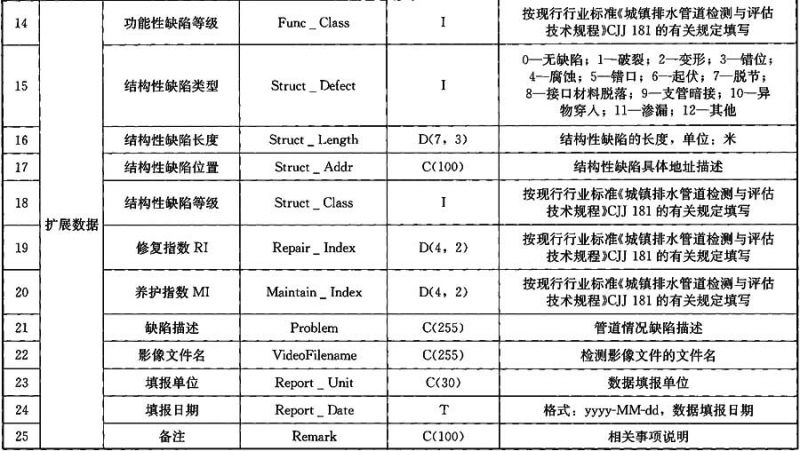 14 功能性缺陷等级 Func _ Class I 按现行行业标准《城镇排水管道检测与评估
技术规程》CJJ 181 的有关规定填写
15 结构性缺陷类型 Struct _ Defect I 0—无缺陷；1—破裂；2—变形；3—错位；
4—腐蚀；5—错口；6—起伏；7—脱节；
8—接口材料脱落；9—支管暗接；10—异
物穿入；11—渗漏；12—其他
16 结构性缺陷长度 Struct _ Length D(7，3) 结构性缺陷的长度，单位：米
17 结构性缺陷位置 Struct _ Addr C(100) 结构性缺陷具体地址描述
18 结构性缺陷等级 Struct _ Class I 按现行行业标准《城镇排水管道检测与评估
技术规程》CJJ 181 的有关规定填写
扩展数据
19 修复指数 RI Repair _ Index D(4，2) 按现行行业标准《城镇排水管道检测与评估
技术规程》CJJ 181 的有关规定填写
20 养护指数 MI Maintain _ Index D(4，2) 按现行行业标准《城镇排水管道检测与评估
技术规程》CJJ 181 的有关规定填写
21 缺陷描述 Problem C(255) 管道情况缺陷描述
22 影像文件名 VideoFilename C(255) 检测影像文件的文件名
23 填报单位 Report _ Unit C(30) 数据填报单位
24 填报日期 Report _ Date T 格式：yyyy-MM-dd，数据填报日期
25 备注 Remark C(100) 相关事项说明